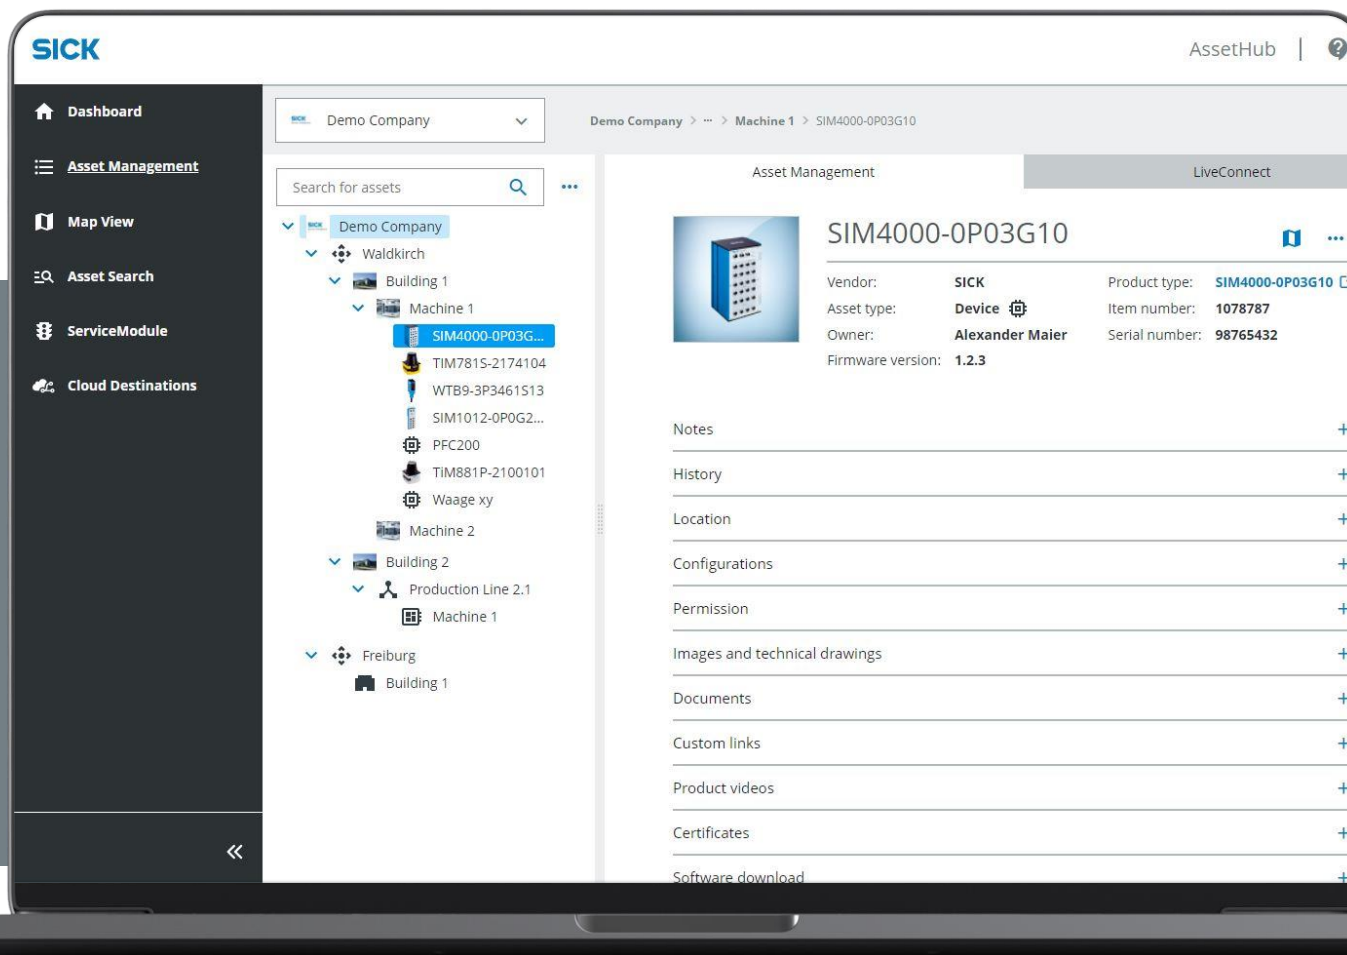 SICK
AssetHub
Dashboard
Asset Management
Map View
Asset Search
ServiceModule
Cloud Destinations
SICK Demo Company
Demo Company > ··· > Machine 1 > SIM4000-0P03G10
Search for assets
SICK Demo Company
Waldkirch
Building 1
Machine 1
SIM4000-0P03G...
TIM781S-2174104
WTB9-3P3461S13
SIM1012-0P0G2...
PFC200
TiM881P-2100101
Waage xy
Machine 2
Building 2
Production Line 2.1
Machine 1
Freiburg
Building 1
Asset Management
LiveConnect
SIM4000-0P03G10
Vendor: SICK
Asset type: Device
Owner: Alexander Maier
Firmware version: 1.2.3
Product type: SIM4000-0P03G10
Item number: 1078787
Serial number: 98765432
Notes
History
Location
Configurations
Permission
Images and technical drawings
Documents
Custom links
Product videos
Certificates
Software download